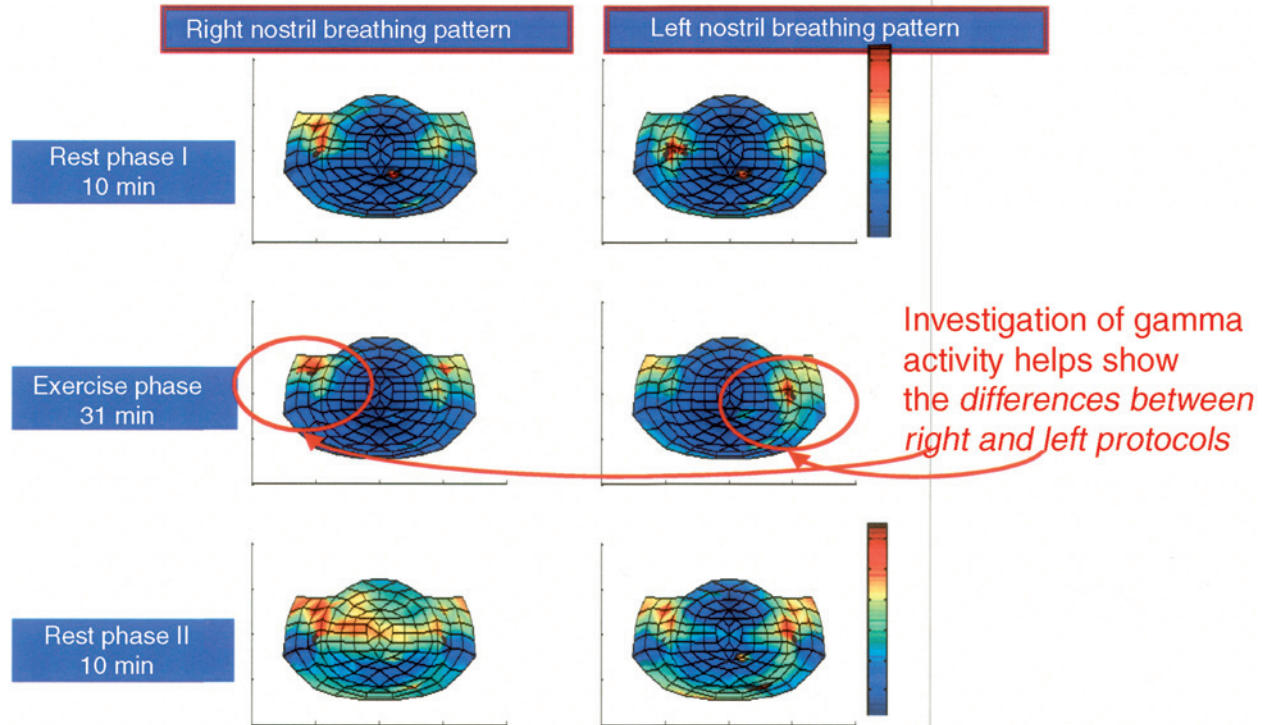 Right nostril breathing pattern
Left nostril breathing pattern
Rest phase I
10 min
Exercise phase
31 min
Investigation of gamma
activity helps show
the differences between
right and left protocols
Rest phase II
10 min